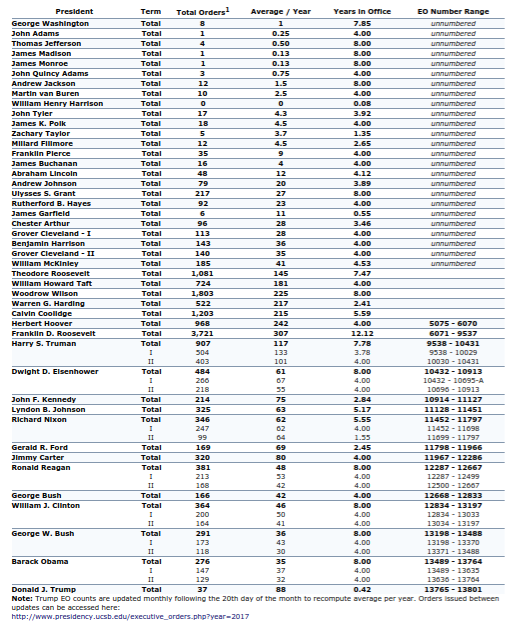 President Term Total Orders1 Average / Year Years in Office EO Number Range
George Washington Total 8 1 7.85 unnumbered
John Adams Total 1 0.25 4.00 unnumbered
Thomas Jefferson Total 4 0.50 8.00 unnumbered
James Madison Total 1 0.13 8.00 unnumbered
James Monroe Total 1 0.13 8.00 unnumbered
John Quincy Adams Total 3 0.75 4.00 unnumbered
Andrew Jackson Total 12 1.5 8.00 unnumbered
Martin van Buren Total 10 2.5 4.00 unnumbered
William Henry Harrison Total 0 0 0.08 unnumbered
John Tyler Total 17 4.3 3.92 unnumbered
James K. Polk Total 18 4.5 4.00 unnumbered
Zachary Taylor Total 5 3.7 1.35 unnumbered
Millard Fillmore Total 12 4.5 2.65 unnumbered
Franklin Pierce Total 35 9 4.00 unnumbered
James Buchanan Total 16 4 4.00 unnumbered
Abraham Lincoln Total 48 12 4.12 unnumbered
Andrew Johnson Total 79 20 3.89 unnumbered
Ulysses S. Grant Total 217 27 8.00 unnumbered
Rutherford B. Hayes Total 92 23 4.00 unnumbered
James Garfield Total 6 11 0.55 unnumbered
Chester Arthur Total 96 28 3.46 unnumbered
Grover Cleveland - I Total 113 28 4.00 unnumbered
Benjamin Harrison Total 143 36 4.00 unnumbered
Grover Cleveland - II Total 140 35 4.00 unnumbered
William McKinley Total 185 41 4.53 unnumbered
Theodore Roosevelt Total 1,081 145 7.47
William Howard Taft Total 724 181 4.00
Woodrow Wilson Total 1,803 225 8.00
Warren G. Harding Total 522 217 2.41
Calvin Coolidge Total 1,203 215 5.59
Herbert Hoover Total 968 242 4.00 5075 - 6070
Franklin D. Roosevelt Total 3,721 307 12.12 6071 - 9537
Harry S. Truman Total 907 117 7.78 9538 - 10431
I 504 133 3.78 9538 - 10029
II 403 101 4.00 10030 - 10431
Dwight D. Eisenhower Total 484 61 8.00 10432 - 10913
I 266 67 4.00 10432 - 10695-A
II 218 55 4.00 10696 - 10913
John F. Kennedy Total 214 75 2.84 10914 - 11127
Lyndon B. Johnson Total 325 63 5.17 11128 - 11451
Richard Nixon Total 346 62 5.55 11452 - 11797
I 247 62 4.00 11452 - 11698
II 99 64 1.55 11699 - 11797
Gerald R. Ford Total 169 69 2.45 11798 - 11966
Jimmy Carter Total 320 80 4.00 11967 - 12286
Ronald Reagan Total 381 48 8.00 12287 - 12667
I 213 53 4.00 12287 - 12499
II 168 42 4.00 12500 - 12667
George Bush Total 166 42 4.00 12668 - 12833
William J. Clinton Total 364 46 8.00 12834 - 13197
I 200 50 4.00 12834 - 13033
II 164 41 4.00 13034 - 13197
George W. Bush Total 291 36 8.00 13198 - 13488
I 173 43 4.00 13198 - 13370
II 118 30 4.00 13371 - 13488
Barack Obama Total 276 35 8.00 13489 - 13764
I 147 37 4.00 13489 - 13635
II 129 32 4.00 13636 - 13764
Donald J. Trump Total 37 88 0.42 13765 - 13801
Note: Trump EO counts are updated monthly following the 20th day of the month to recompute average per year. Orders issued between
updates can be accessed here:
http://www.presidency.ucsb.edu/executive_orders.php?year=2017